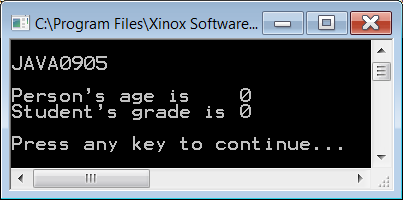 C:\Program Files\Xinox Software...
JAVA0905
Person's age is    0
Student's grade is 0
Press any key to continue...